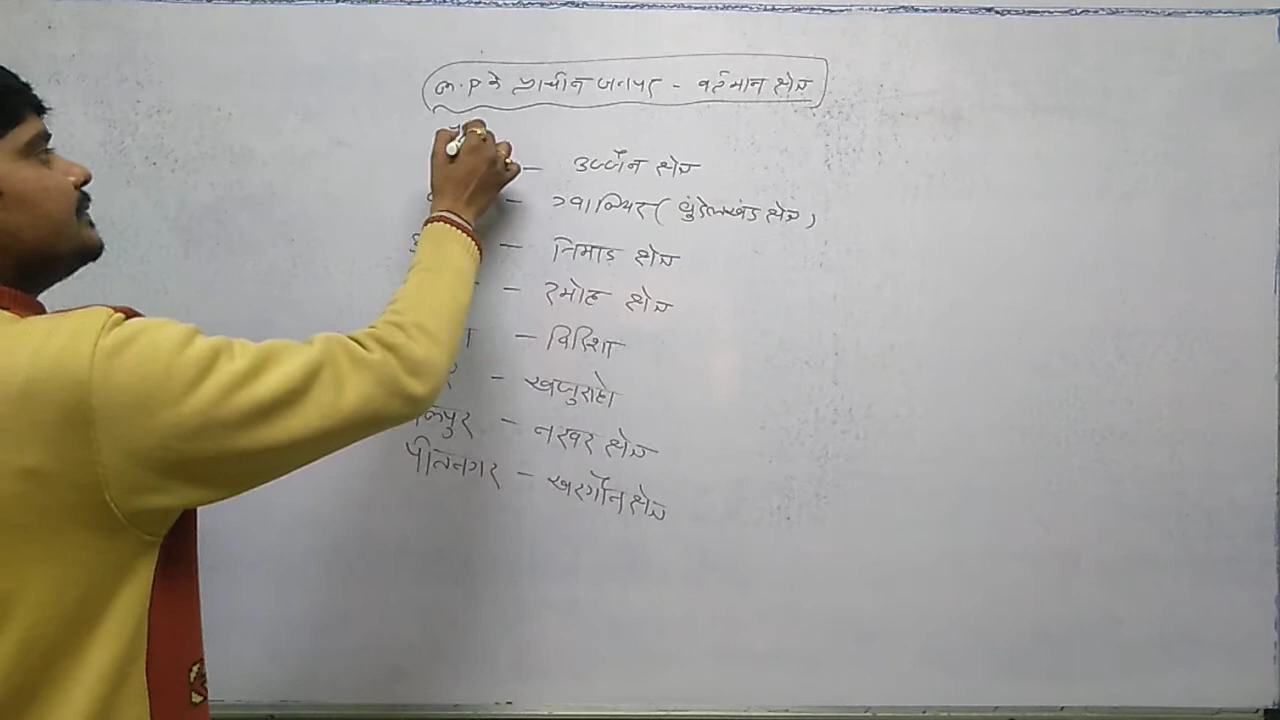 M.P के प्राचीन जनपद - वर्तमान क्षेत्र
- उज्जैन क्षेत्र
- ग्वालियर ( बुंदेलखंड क्षेत्र )
- निमाड क्षेत्र
- दमोह क्षेत्र
- विदिशा
- खजुराहो
- नरवर क्षेत्र
पीतनगर - खरगौन क्षेत्र